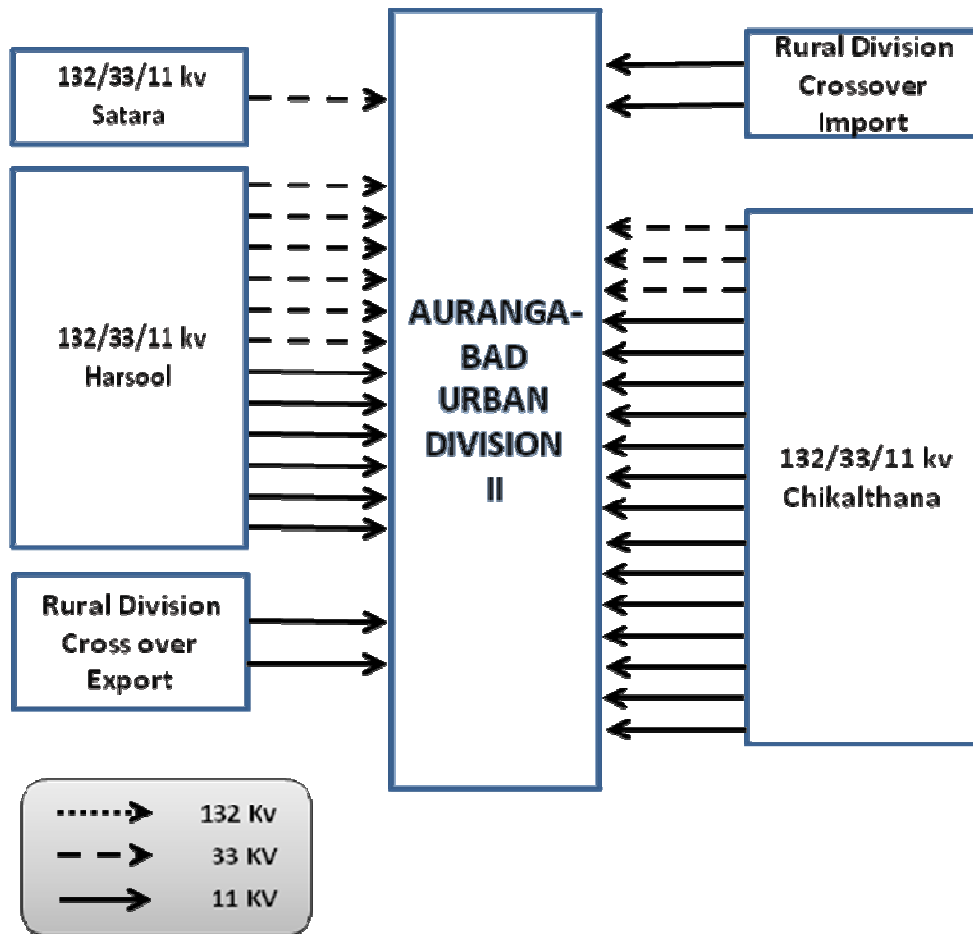 132/33/11 kv
Satara
132/33/11 kv
Harsool
Rural Division
Cross over
Export
AURANGA-
BAD
URBAN
DIVISION
II
Rural Division
Crossover
Import
132/33/11 kv
Chikalthana
132 Kv
33 KV
11 KV